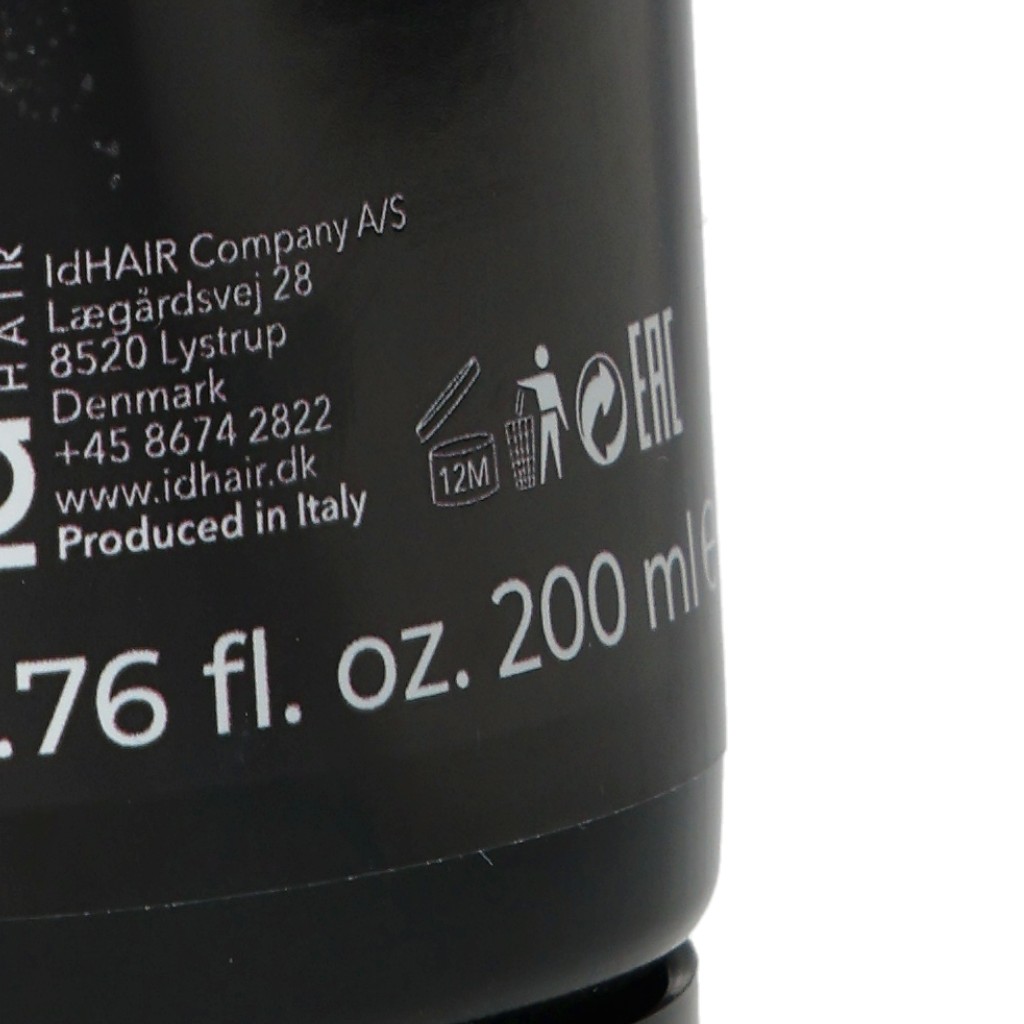 HAIR
IdHAIR Company A/S
Lægårdsvej 28
8520 Lystrup
Denmark
+45 8674 2822
www.idhair.dk
Produced in Italy
12M
EAC
.76 fl. oz. 200 ml e